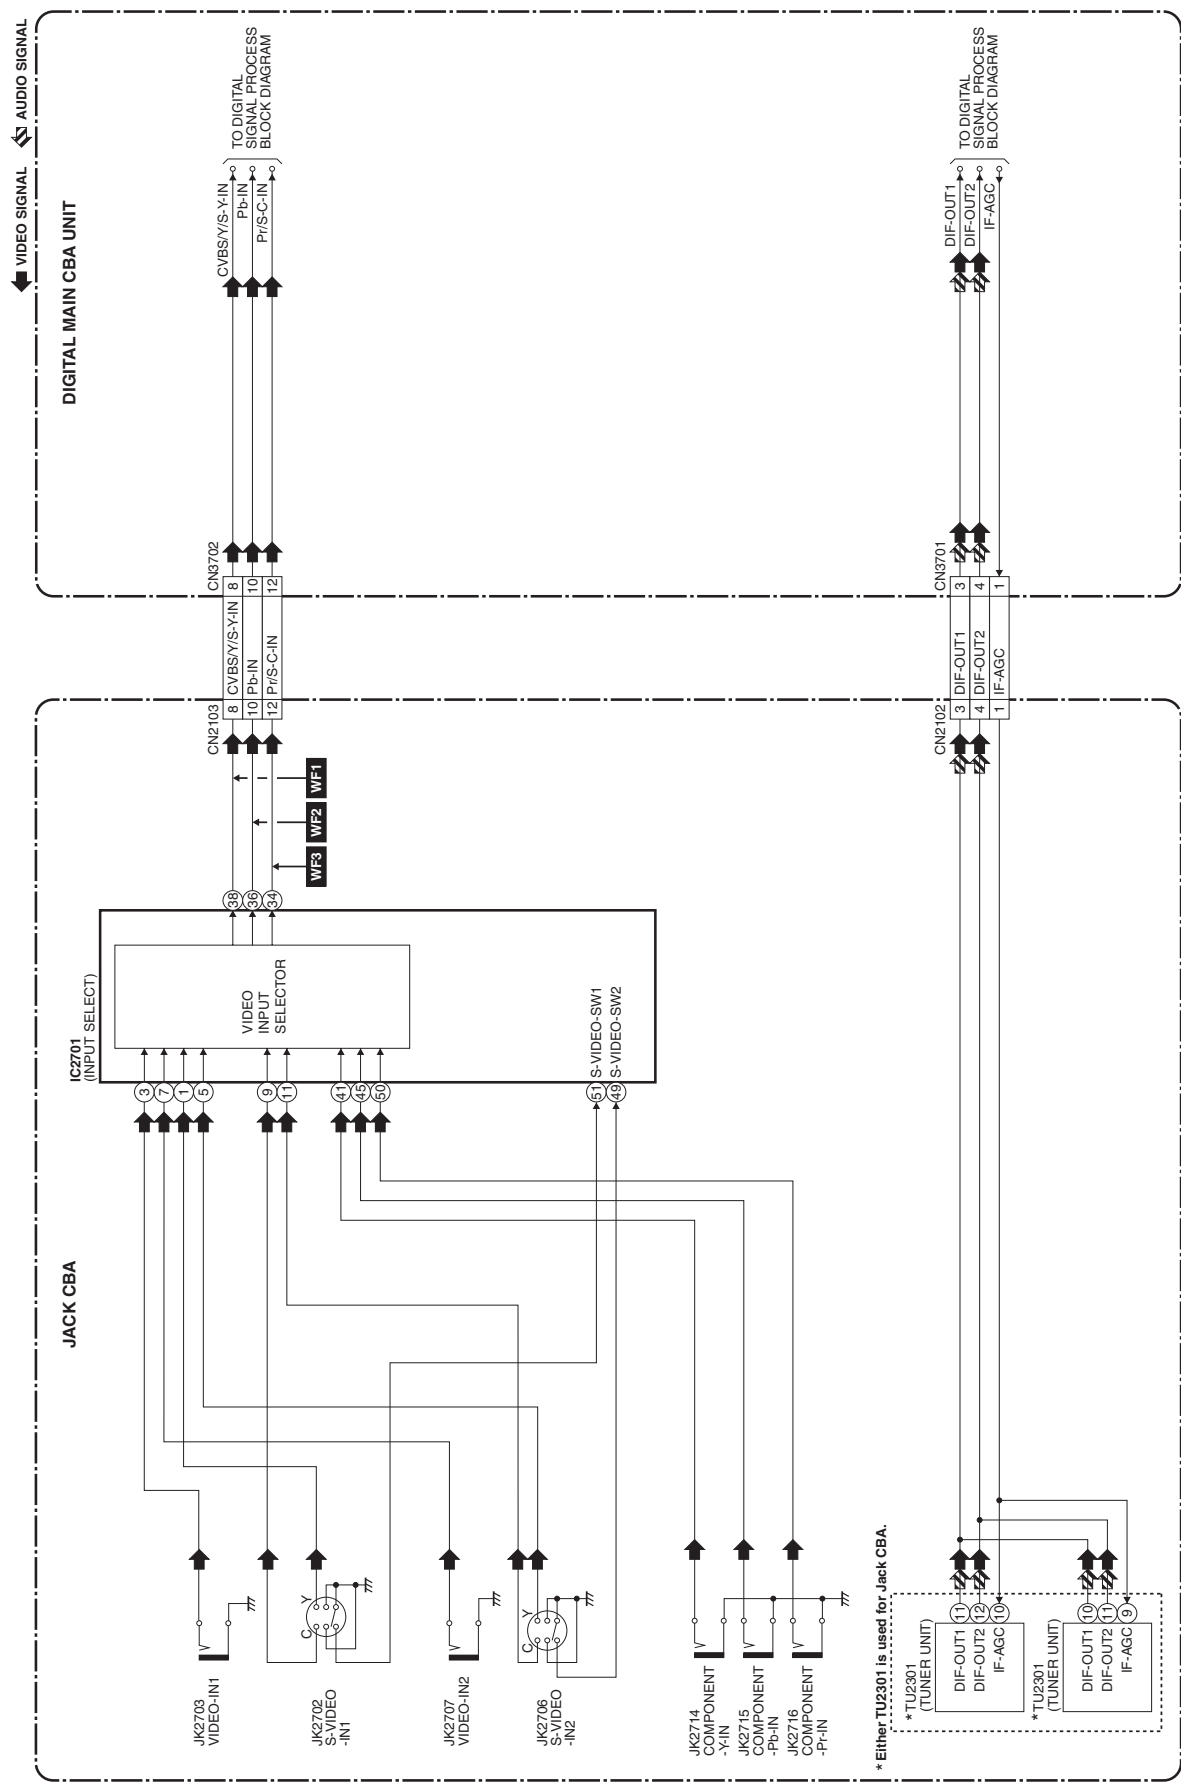 VIDEO SIGNAL
AUDIO SIGNAL
JACK CBA
DIGITAL MAIN CBA UNIT
JK2703
VIDEO-IN1
JK2702
S-VIDEO
-IN1
C
Y
JK2707
VIDEO-IN2
JK2706
S-VIDEO
-IN2
C
Y
JK2714
COMPONENT
-Y-IN
JK2715
COMPONENT
-Pb-IN
JK2716
COMPONENT
-Pr-IN
IC2701
(INPUT SELECT)
3
7
1
5
9
11
41
45
50
VIDEO
INPUT
SELECTOR
51
S-VIDEO-SW1
49
S-VIDEO-SW2
38
36
34
WF3
WF2
WF1
CN2103
CN3702
8
CVBS/Y/S-Y-IN
8
10
Pb-IN
10
12
Pr/S-C-IN
12
CVBS/Y/S-Y-IN
Pb-IN
Pr/S-C-IN
TO DIGITAL
SIGNAL PROCESS
BLOCK DIAGRAM
* Either TU2301 is used for Jack CBA.
*TU2301
(TUNER UNIT)
DIF-OUT1
11
DIF-OUT2
12
IF-AGC
10
*TU2301
(TUNER UNIT)
DIF-OUT1
10
DIF-OUT2
11
IF-AGC
9
CN2102
CN3701
3
DIF-OUT1
3
4
DIF-OUT2
4
1
IF-AGC
1
DIF-OUT1
DIF-OUT2
IF-AGC
TO DIGITAL
SIGNAL PROCESS
BLOCK DIAGRAM